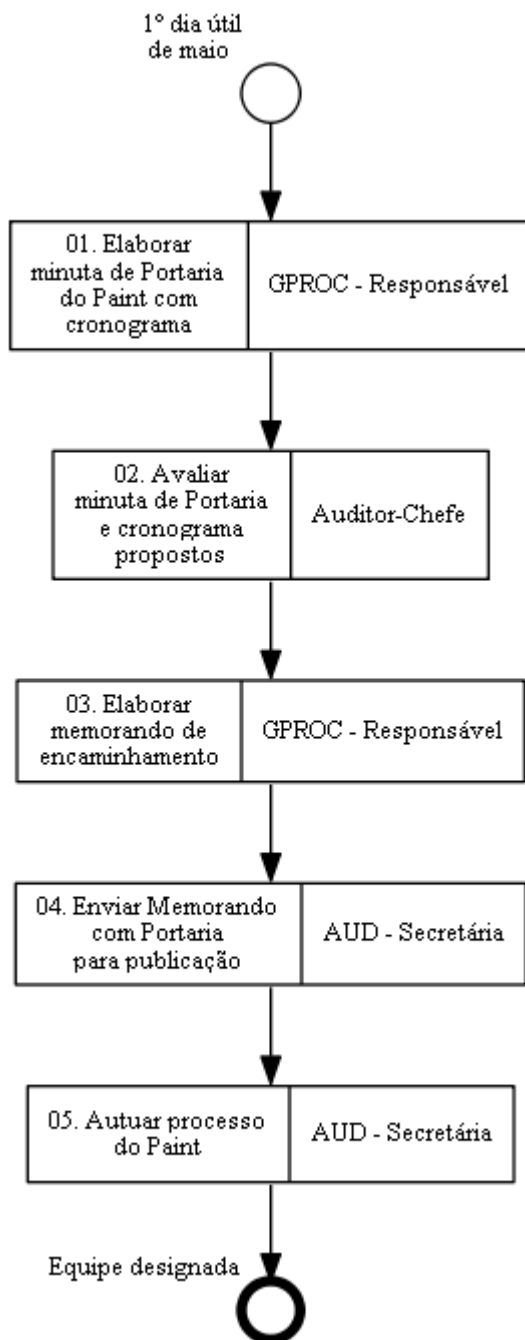 1º dia útil
de maio
01. Elaborar
minuta de Portaria
do Paint com
cronograma
GPROC - Responsável
02. Avaliar
minuta de Portaria
e cronograma
propostos
Auditor-Chefe
03. Elaborar
memorando de
encaminhamento
GPROC - Responsável
04. Enviar Memorando
com Portaria
para publicação
AUD - Secretária
05. Autuar processo
do Paint
AUD - Secretária
Equipe designada